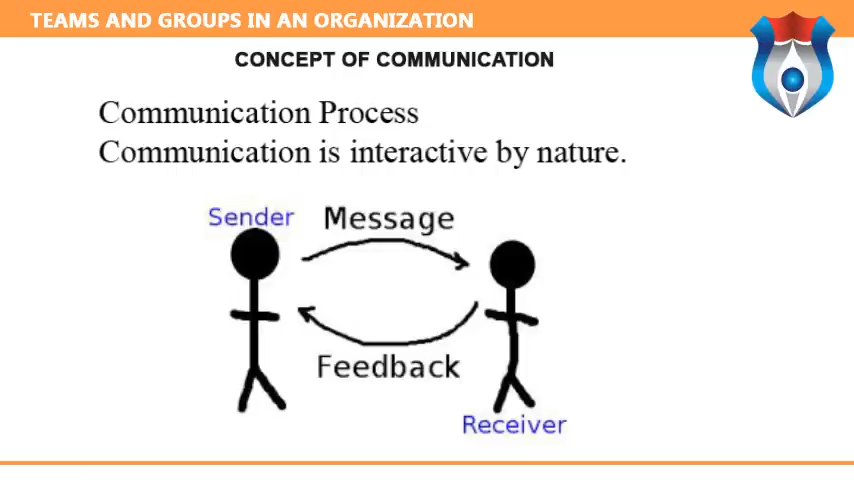 TEAMS AND GROUPS IN AN ORGANIZATION
CONCEPT OF COMMUNICATION
Communication Process
Communication is interactive by nature.
Sender
Message
Feedback
Receiver